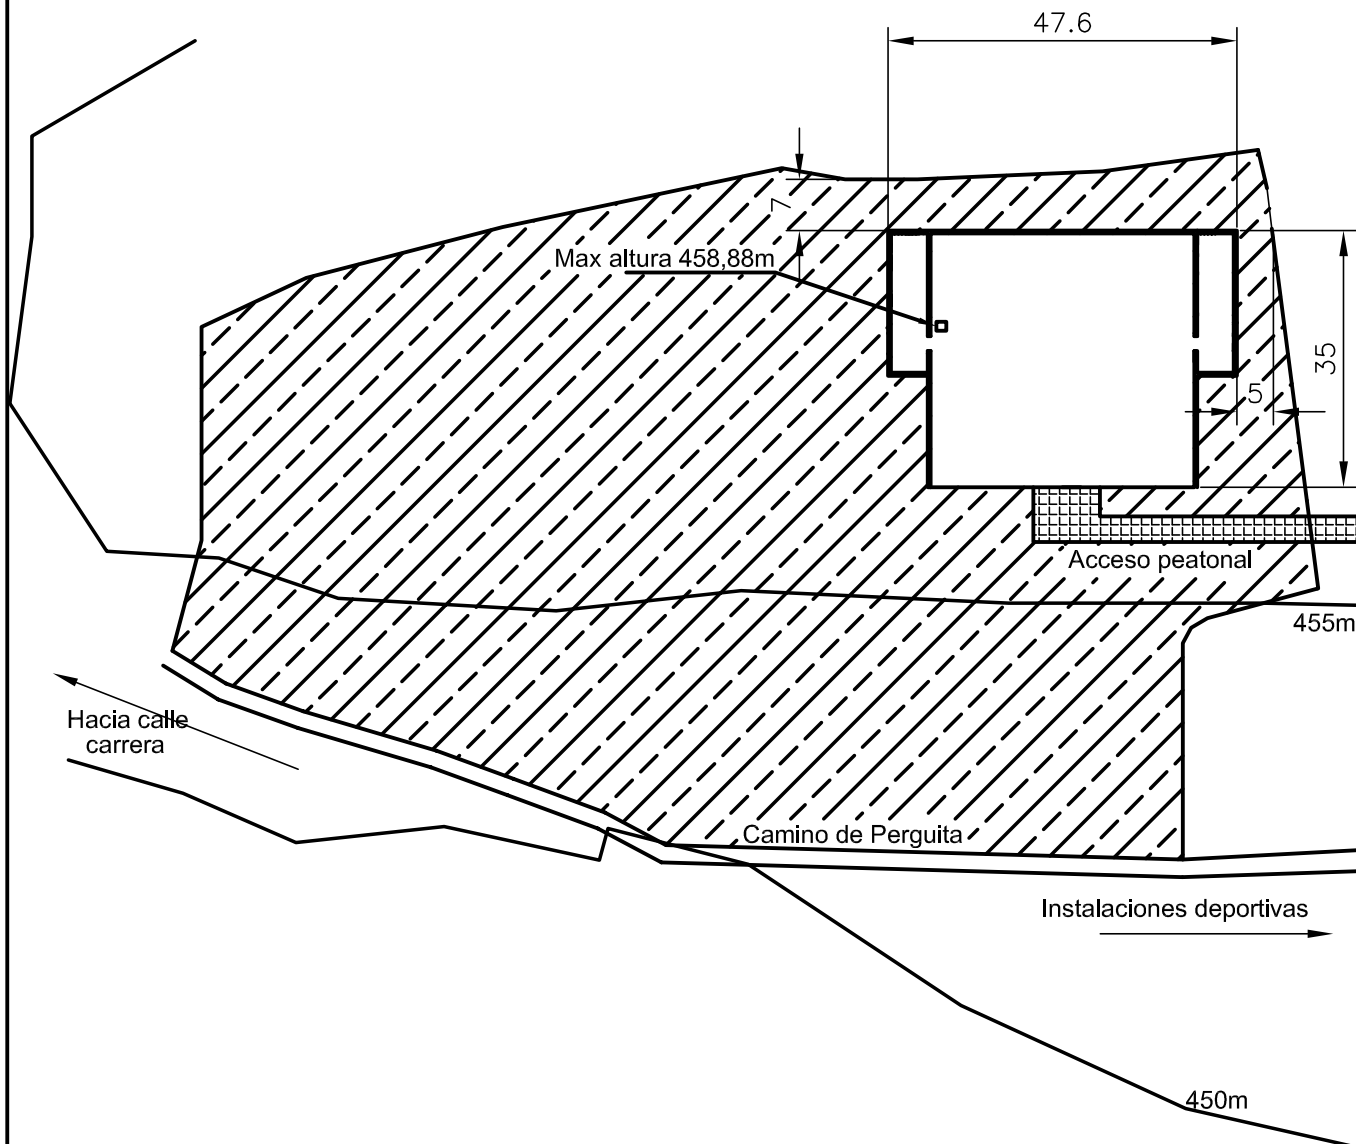 47.6
7
Max altura 458,88m
35
5
Acceso peatonal
455m
Hacia calle
carrera
Camino de Perguita
Instalaciones deportivas
450m